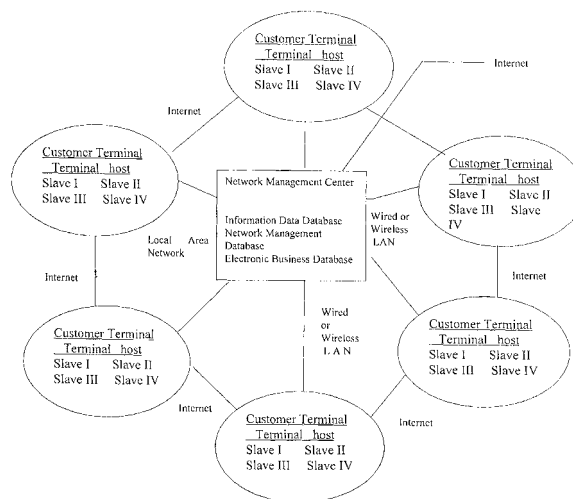 Customer Terminal
Terminal host
Slave I Slave II
Slave III Slave IV
Internet
Internet
Customer Terminal
Terminal host
Slave I Slave II
Slave III Slave IV
Customer Terminal
Terminal host
Slave I Slave II
Slave III Slave
IV
Network Management Center
Information Data Database
Network Management
Database
Electronic Business Database
Wired or
Wireless
LAN
Local Area
Network
Internet
Internet
Wired
or
Wireless
L A N
Customer Terminal
Terminal host
Slave I Slave II
Slave III Slave IV
Customer Terminal
Terminal host
Slave I Slave II
Slave III Slave IV
Internet
Internet
Customer Terminal
Terminal host
Slave I Slave II
Slave III Slave IV